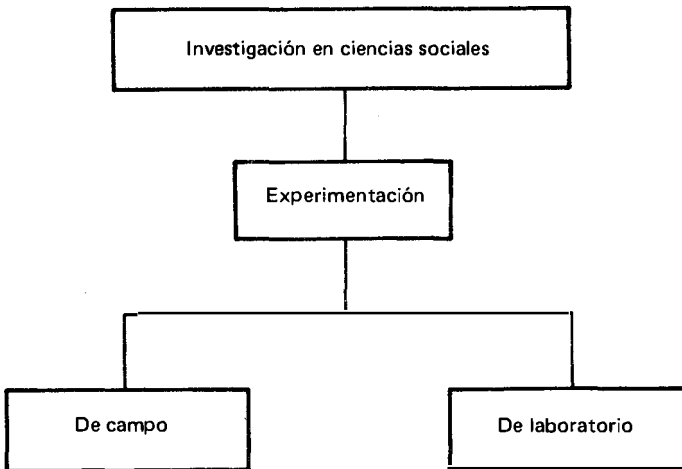 Investigación en ciencias sociales
Experimentación
De campo
De laboratorio